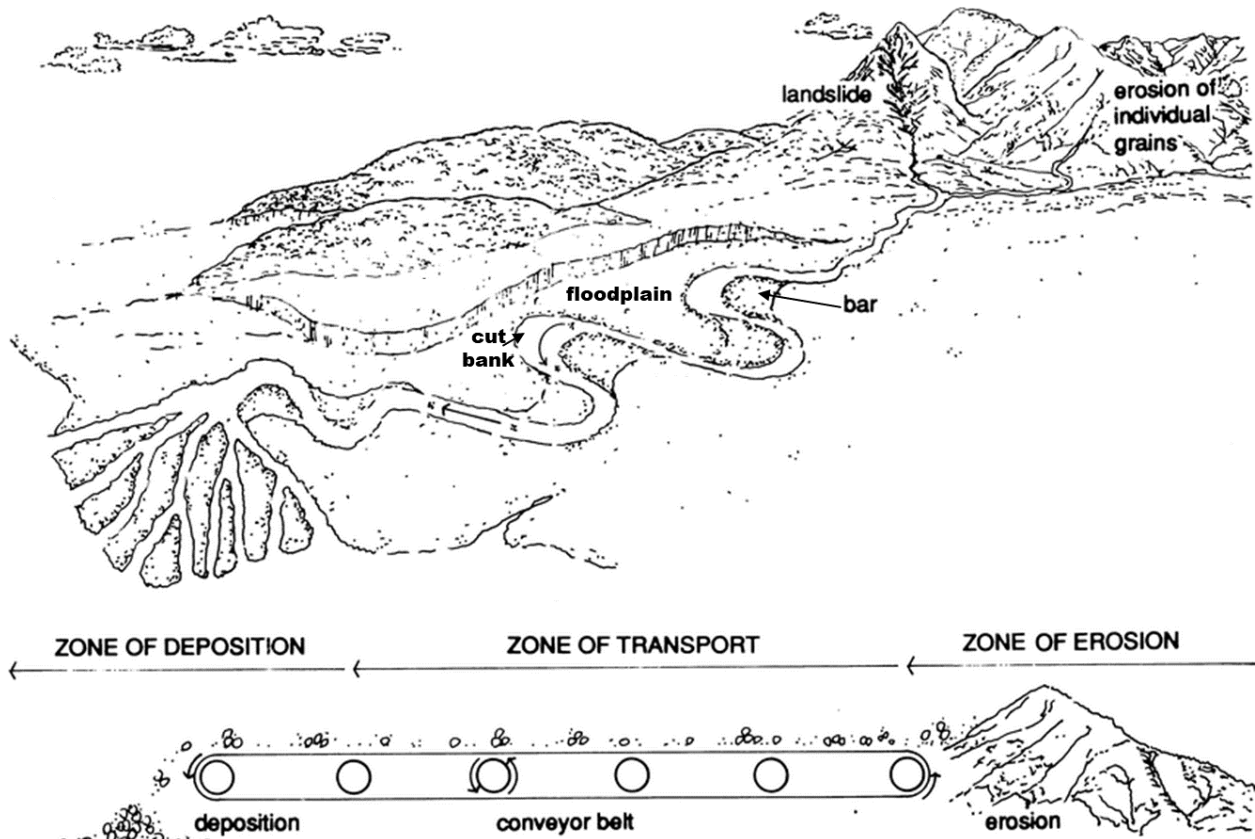 landslide
erosion of
individual
grains
floodplain
bar
cut
bank
ZONE OF DEPOSITION
ZONE OF TRANSPORT
ZONE OF EROSION
deposition
conveyor belt
erosion